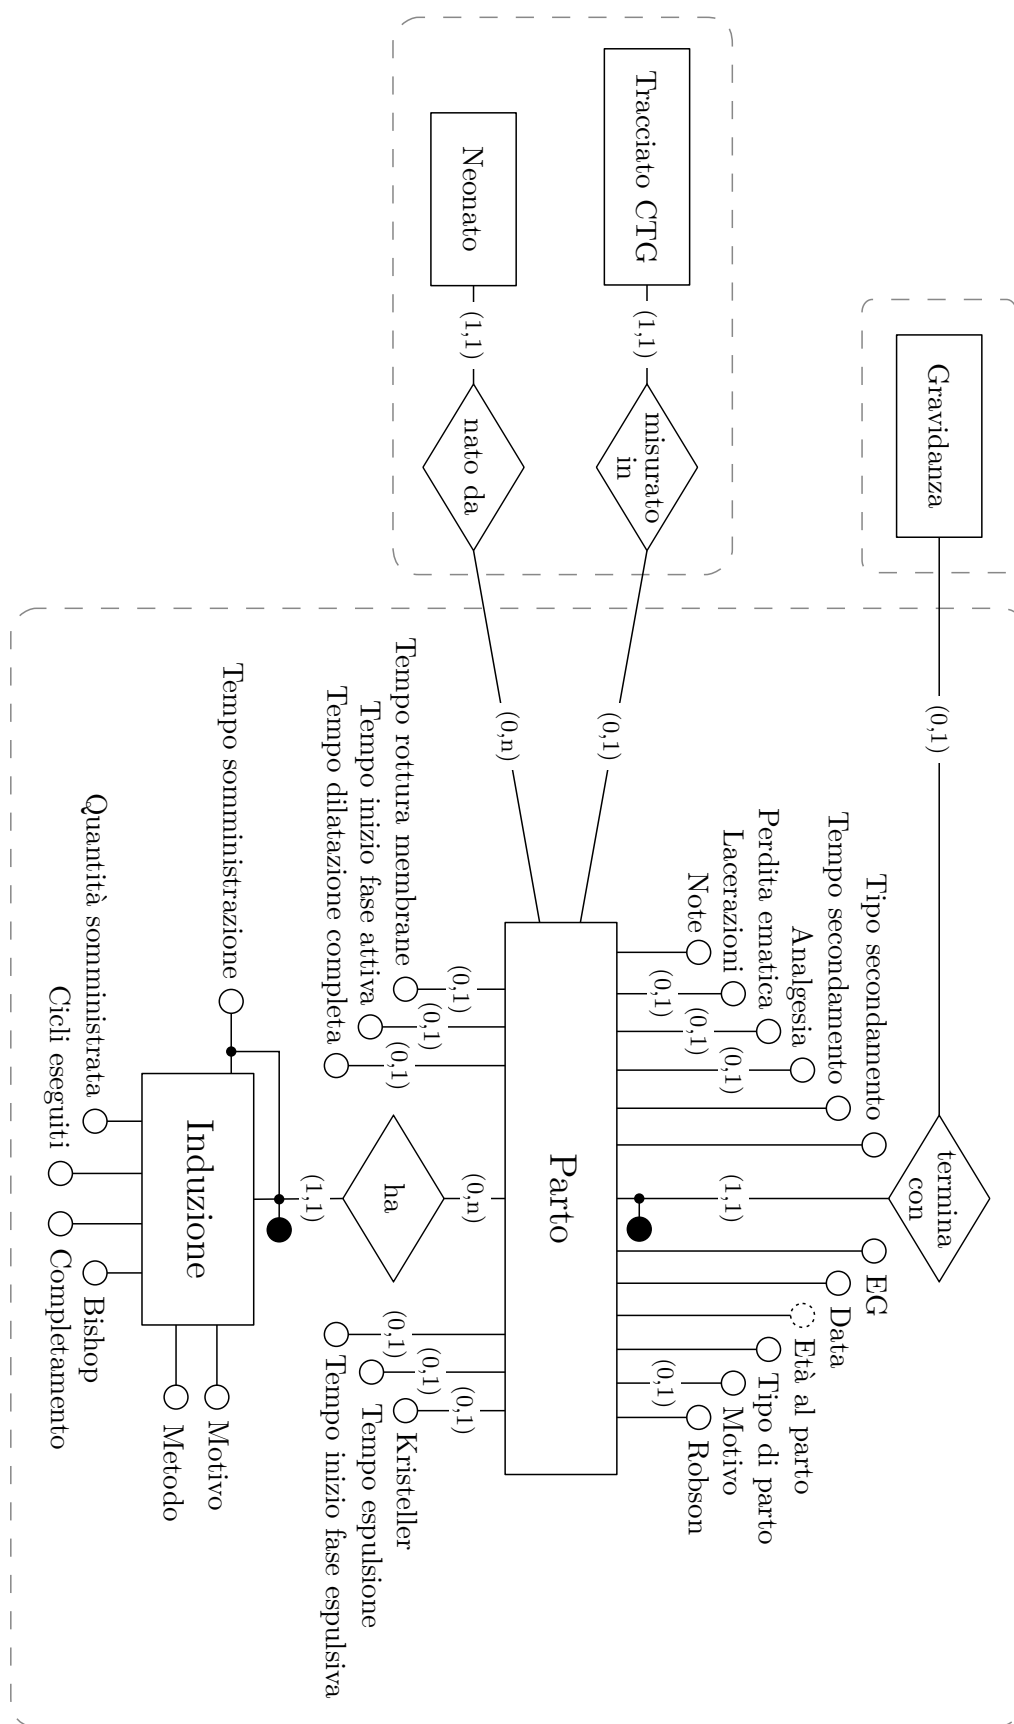 Gravidanza
(0,1)
termina
con
Tipo secondamento
EG
Tempo secondamento
Data
Analgesia
Età al parto
Perdita ematica
Tipo di parto
Lacerazioni
(0,1)
(1,1)
Motivo
Note
(0,1)
Robson
(0,1)
(0,1)
Tracciato CTG
(1,1)
misurato
in
(0,1)
Parto
Neonato
(1,1)
nato da
(0,n)
(0,1)
(0,n)
(0,1)
Tempo rottura membrane
(0,1)
(0,1)
Kristeller
Tempo inizio fase attiva
(0,1)
ha
(0,1)
Tempo espulsione
Tempo dilatazione completa
Tempo inizio fase espulsiva
(1,1)
Tempo somministrazione
Induzione
Motivo
Metodo
Quantità somministrata
Bishop
Cicli eseguiti
Completamento